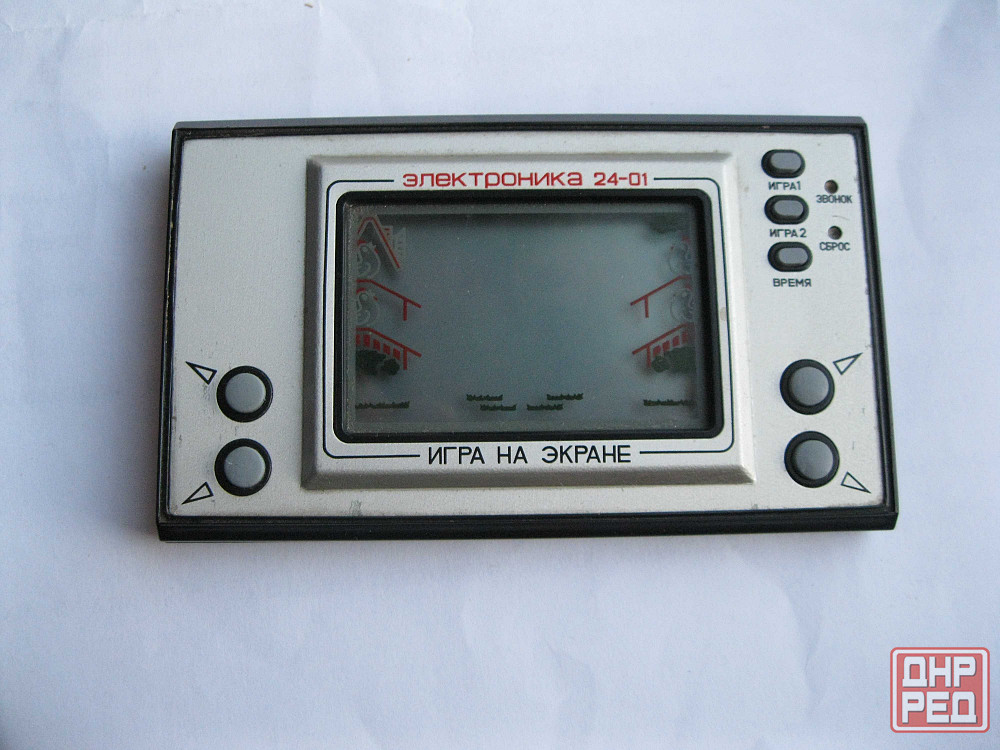 электроника 24-01
ИГРА1
ЗВОНОК
ИГРА2
СБРОС
ВРЕМЯ
ИГРА НА ЭКРАНЕ
ДНР
РЕД